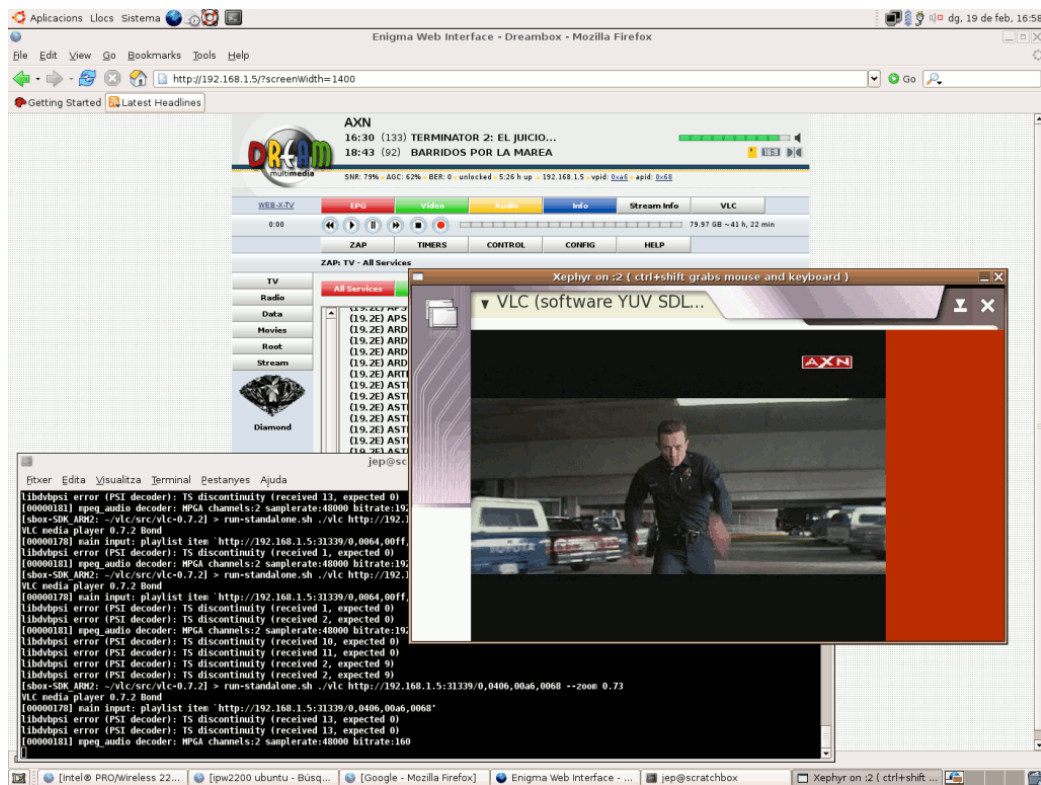 Aplicacions Llocs Sistema
dg, 19 de feb, 16:58
Enigma Web Interface - Dreambox - Mozilla Firefox
File Edit View Go Bookmarks Tools Help
http://192.168.1.5/?screenWidth=1400
Go
Getting Started Latest Headlines
DREAM
multimedia
AXN
16:30 (133) TERMINATOR 2: EL JUICIO...
18:43 (92) BARRIDOS POR LA MAREA
SNR: 79% - AGC: 62% - BER: 0 - unlocked - 5:26 h up - 192.168.1.5 - vpid: 0xa6 - apid: 0x68
WEB-X-TV EPG Video Audio Info Stream Info VLC
0:00
79.97 GB ~41 h, 22 min
ZAP TIMERS CONTROL CONFIG HELP
ZAP: TV - All Services
TV
Radio
Data
Movies
Root
Stream
Diamond
All Services
(19.2E) APS
(19.2E) APS
(19.2E) ARD
(19.2E) ARD
(19.2E) ARD
(19.2E) ARTI
(19.2E) ASTI
(19.2E) ASTI
(19.2E) ASTI
(19.2E) ASTI
(19.2E) ASTI
(19.2E) ASTI
Xephyr on :2 ( ctrl+shift grabs mouse and keyboard )
VLC (software YUV SDL...
AXN
TOYOTA
jep@sc
Fitxer Edita Visualitza Terminal Pestanyes Ajuda
libdvbpsi error (PSI decoder): TS discontinuity (received 13, expected 0)
[00000181] mpeg_audio decoder: MPGA channels:2 samplerate:48000 bitrate:192
[sbox-SDK_ARM2: ~/vlc/src/vlc-0.7.2] > run-standalone.sh ./vlc http://192.1
VLC media player 0.7.2 Bond
[00000178] main input: playlist item `http://192.168.1.5:31339/0,0064,00ff,
libdvbpsi error (PSI decoder): TS discontinuity (received 1, expected 0)
[00000181] mpeg_audio decoder: MPGA channels:2 samplerate:48000 bitrate:192
[sbox-SDK_ARM2: ~/vlc/src/vlc-0.7.2] > run-standalone.sh ./vlc http://192.1
VLC media player 0.7.2 Bond
[00000178] main input: playlist item `http://192.168.1.5:31339/0,0064,00ff,
libdvbpsi error (PSI decoder): TS discontinuity (received 1, expected 0)
libdvbpsi error (PSI decoder): TS discontinuity (received 2, expected 0)
[00000181] mpeg_audio decoder: MPGA channels:2 samplerate:48000 bitrate:192
libdvbpsi error (PSI decoder): TS discontinuity (received 10, expected 0)
libdvbpsi error (PSI decoder): TS discontinuity (received 11, expected 0)
libdvbpsi error (PSI decoder): TS discontinuity (received 2, expected 9)
libdvbpsi error (PSI decoder): TS discontinuity (received 2, expected 9)
[sbox-SDK_ARM2: ~/vlc/src/vlc-0.7.2] > run-standalone.sh ./vlc http://192.168.1.5:31339/0,0406,00a6,0068 --zoom 0.73
VLC media player 0.7.2 Bond
[00000178] main input: playlist item `http://192.168.1.5:31339/0,0406,00a6,0068'
libdvbpsi error (PSI decoder): TS discontinuity (received 13, expected 0)
libdvbpsi error (PSI decoder): TS discontinuity (received 13, expected 0)
[00000181] mpeg_audio decoder: MPGA channels:2 samplerate:48000 bitrate:160
[Intel® PRO/Wireless 22... [ipw2200 ubuntu - Búsq... [Google - Mozilla Firefox] Enigma Web Interface - ... jep@scratchbox Xephyr on :2 ( ctrl+shift ...